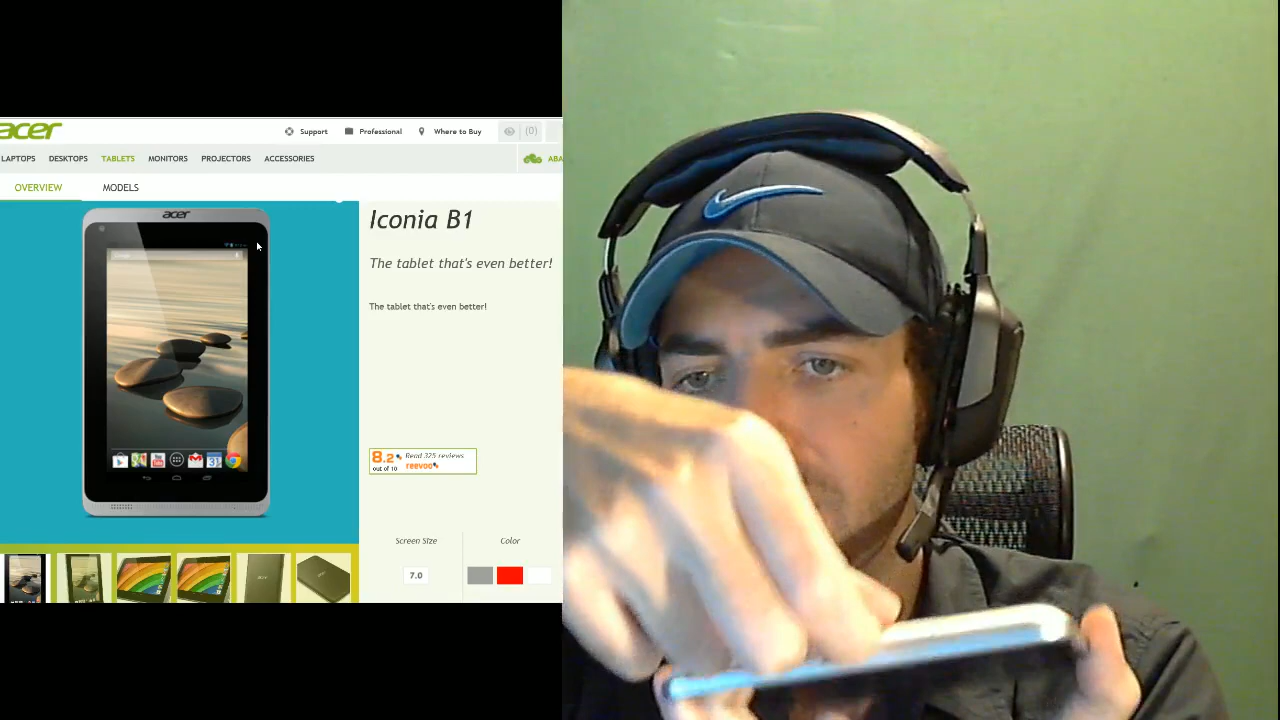 acer
Support Professional Where to Buy (0)
LAPTOPS DESKTOPS TABLETS MONITORS PROJECTORS ACCESSORIES
OVERVIEW MODELS
acer
Iconia B1
The tablet that's even better!
The tablet that's even better!
8.2 Read 325 reviews
out of 10 reevoo
Screen Size Color
7.0